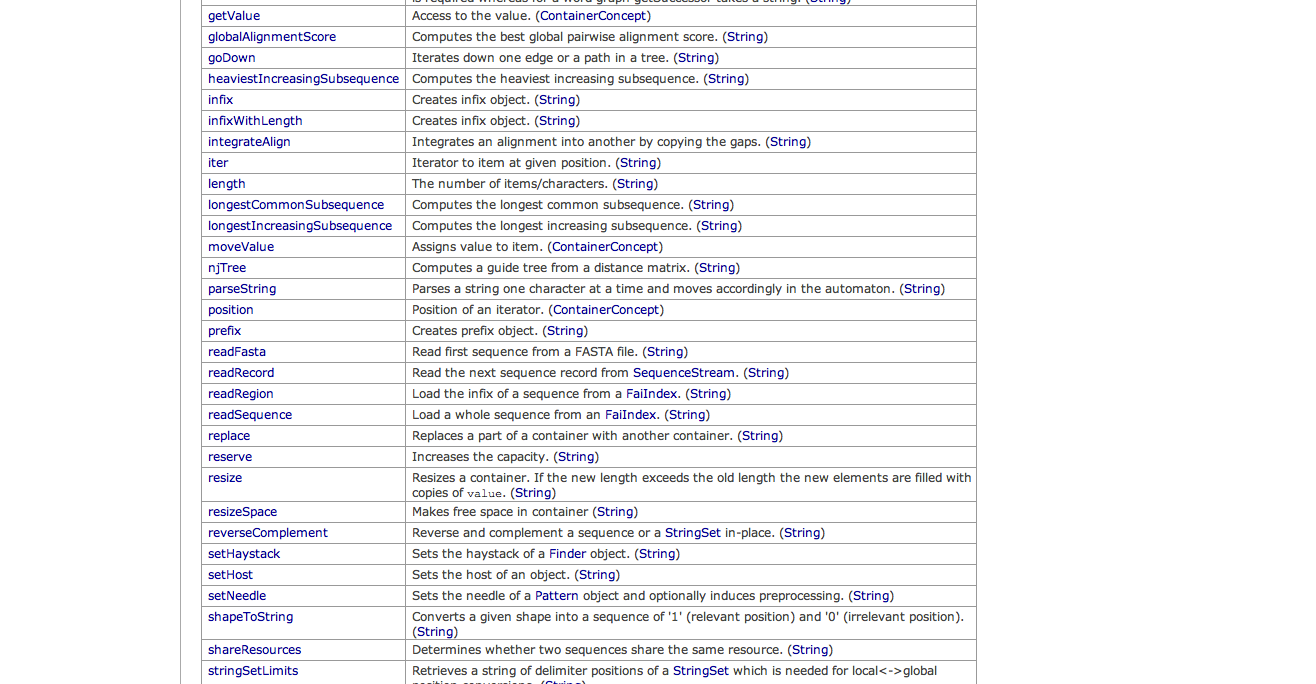 is required whereas for a word graph getSuccessor takes a string. (String)
getValue Access to the value. (ContainerConcept)
globalAlignmentScore Computes the best global pairwise alignment score. (String)
goDown Iterates down one edge or a path in a tree. (String)
heaviestIncreasingSubsequence Computes the heaviest increasing subsequence. (String)
infix Creates infix object. (String)
infixWithLength Creates infix object. (String)
integrateAlign Integrates an alignment into another by copying the gaps. (String)
iter Iterator to item at given position. (String)
length The number of items/characters. (String)
longestCommonSubsequence Computes the longest common subsequence. (String)
longestIncreasingSubsequence Computes the longest increasing subsequence. (String)
moveValue Assigns value to item. (ContainerConcept)
njTree Computes a guide tree from a distance matrix. (String)
parseString Parses a string one character at a time and moves accordingly in the automaton. (String)
position Position of an iterator. (ContainerConcept)
prefix Creates prefix object. (String)
readFasta Read first sequence from a FASTA file. (String)
readRecord Read the next sequence record from SequenceStream. (String)
readRegion Load the infix of a sequence from a FaiIndex. (String)
readSequence Load a whole sequence from an FaiIndex. (String)
replace Replaces a part of a container with another container. (String)
reserve Increases the capacity. (String)
resize Resizes a container. If the new length exceeds the old length the new elements are filled with
copies of value. (String)
resizeSpace Makes free space in container (String)
reverseComplement Reverse and complement a sequence or a StringSet in-place. (String)
setHaystack Sets the haystack of a Finder object. (String)
setHost Sets the host of an object. (String)
setNeedle Sets the needle of a Pattern object and optionally induces preprocessing. (String)
shapeToString Converts a given shape into a sequence of '1' (relevant position) and '0' (irrelevant position).
(String)
shareResources Determines whether two sequences share the same resource. (String)
stringSetLimits Retrieves a string of delimiter positions of a StringSet which is needed for local<->global
position conversions. (String)